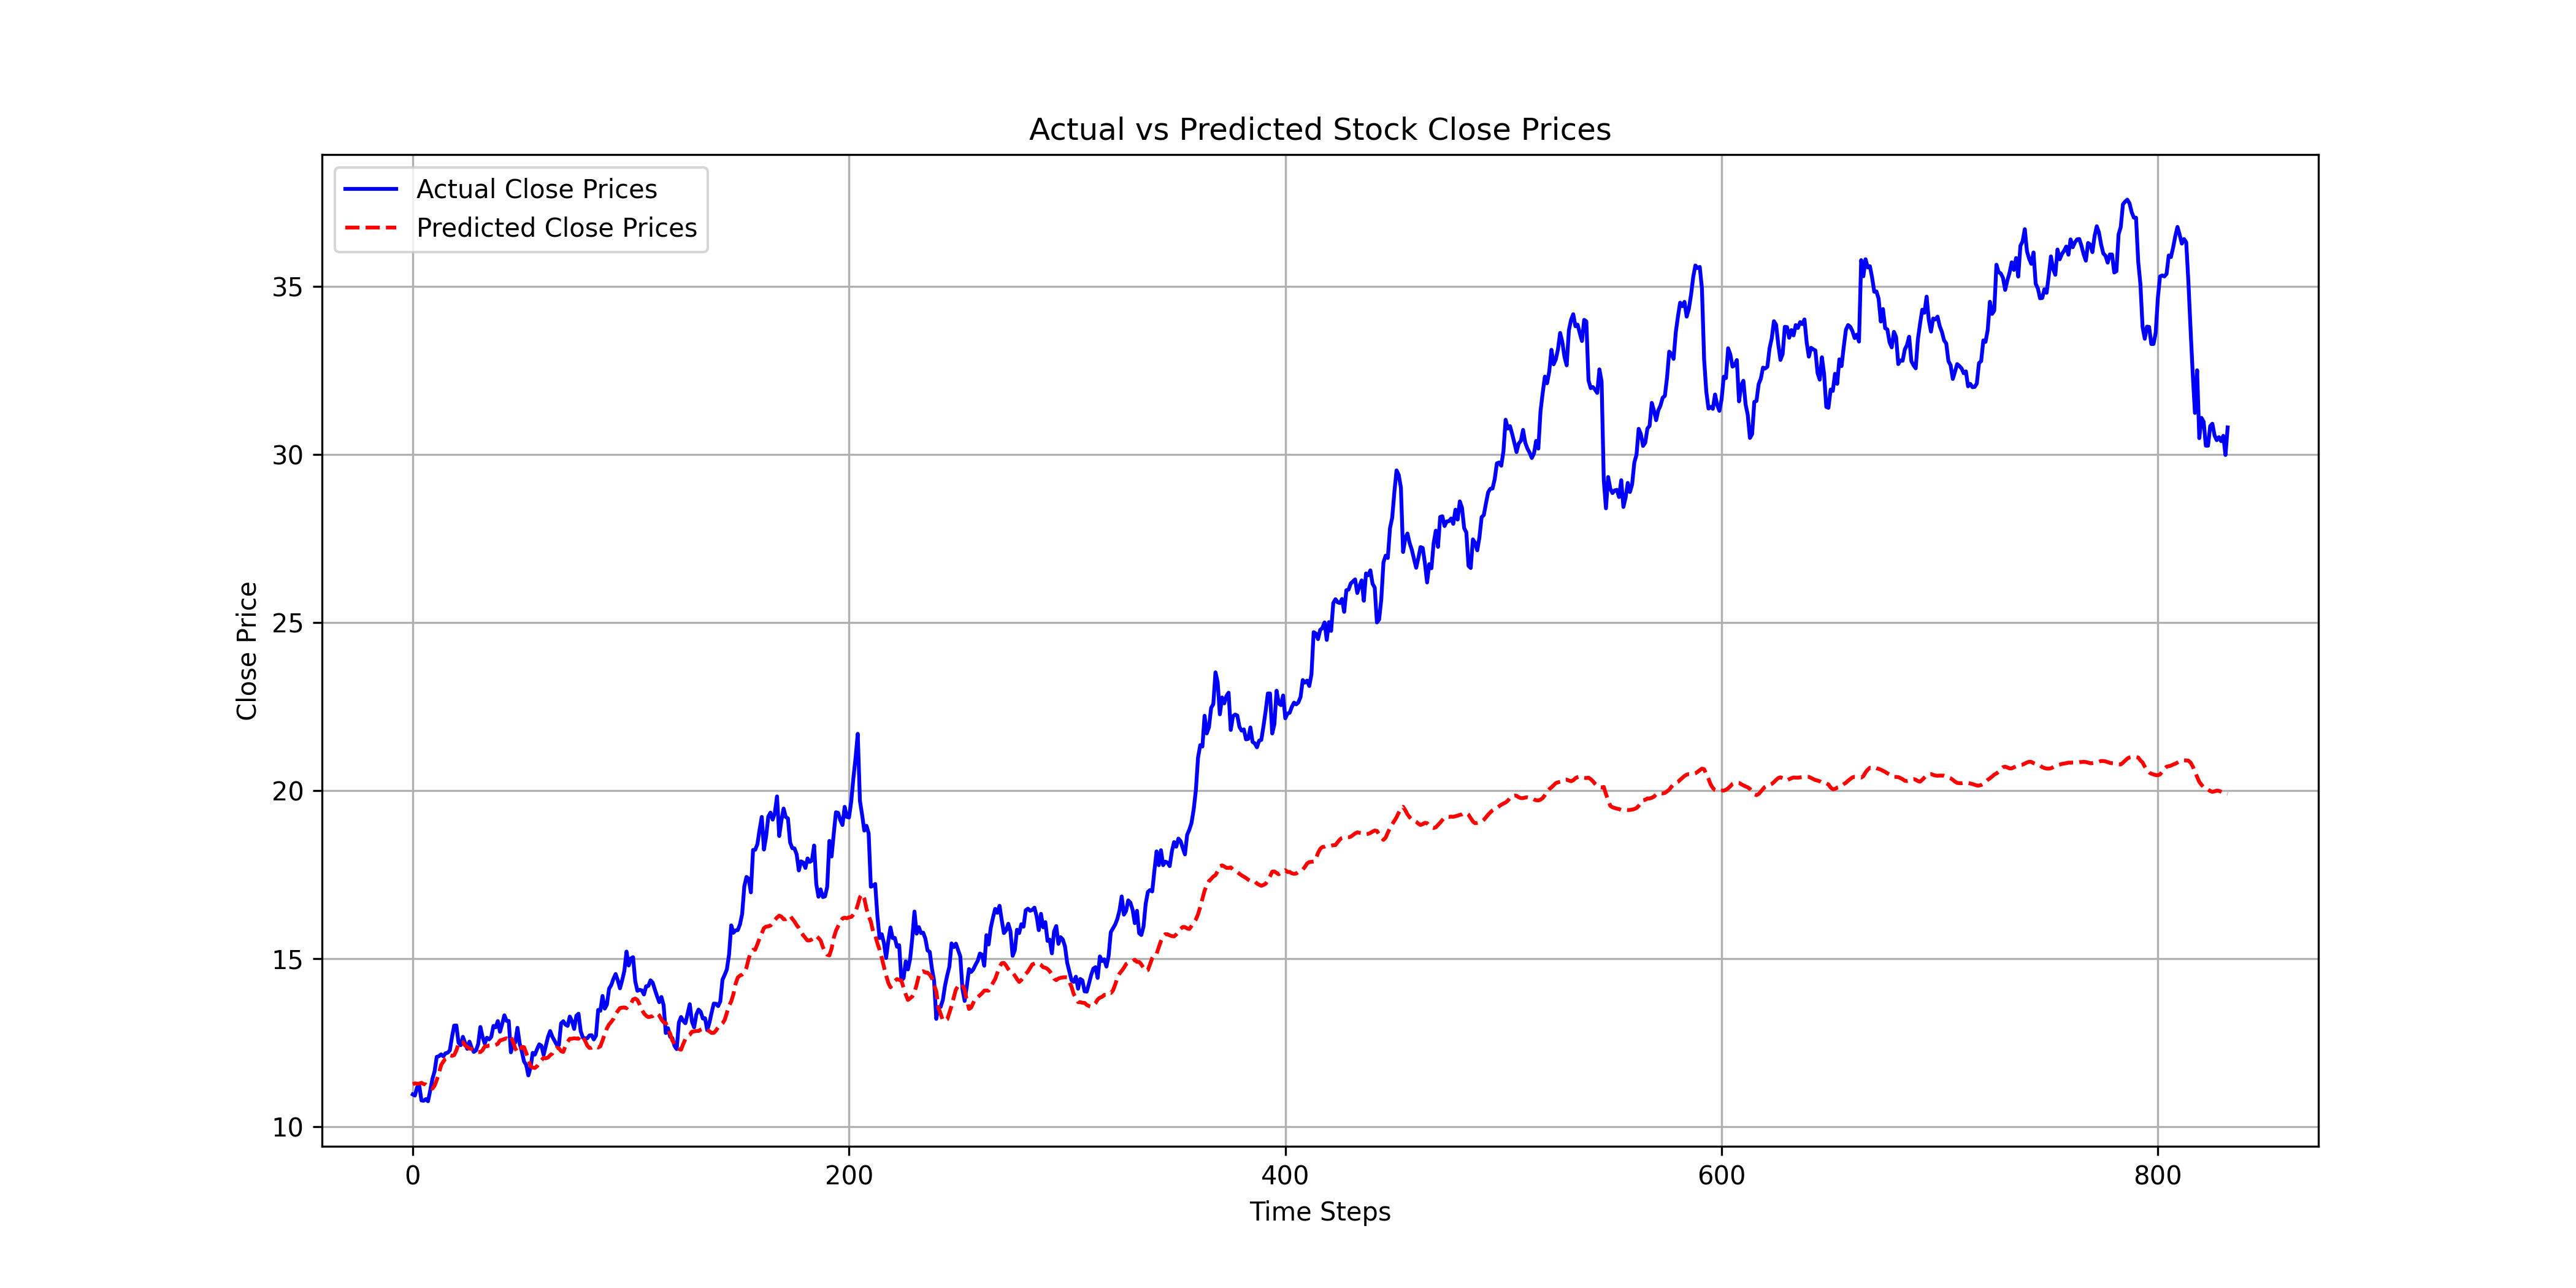 Actual vs Predicted Stock Close Prices
Actual Close Prices
Predicted Close Prices
35
30
25
20
15
10
Close Price
0 200 400 600 800
Time Steps